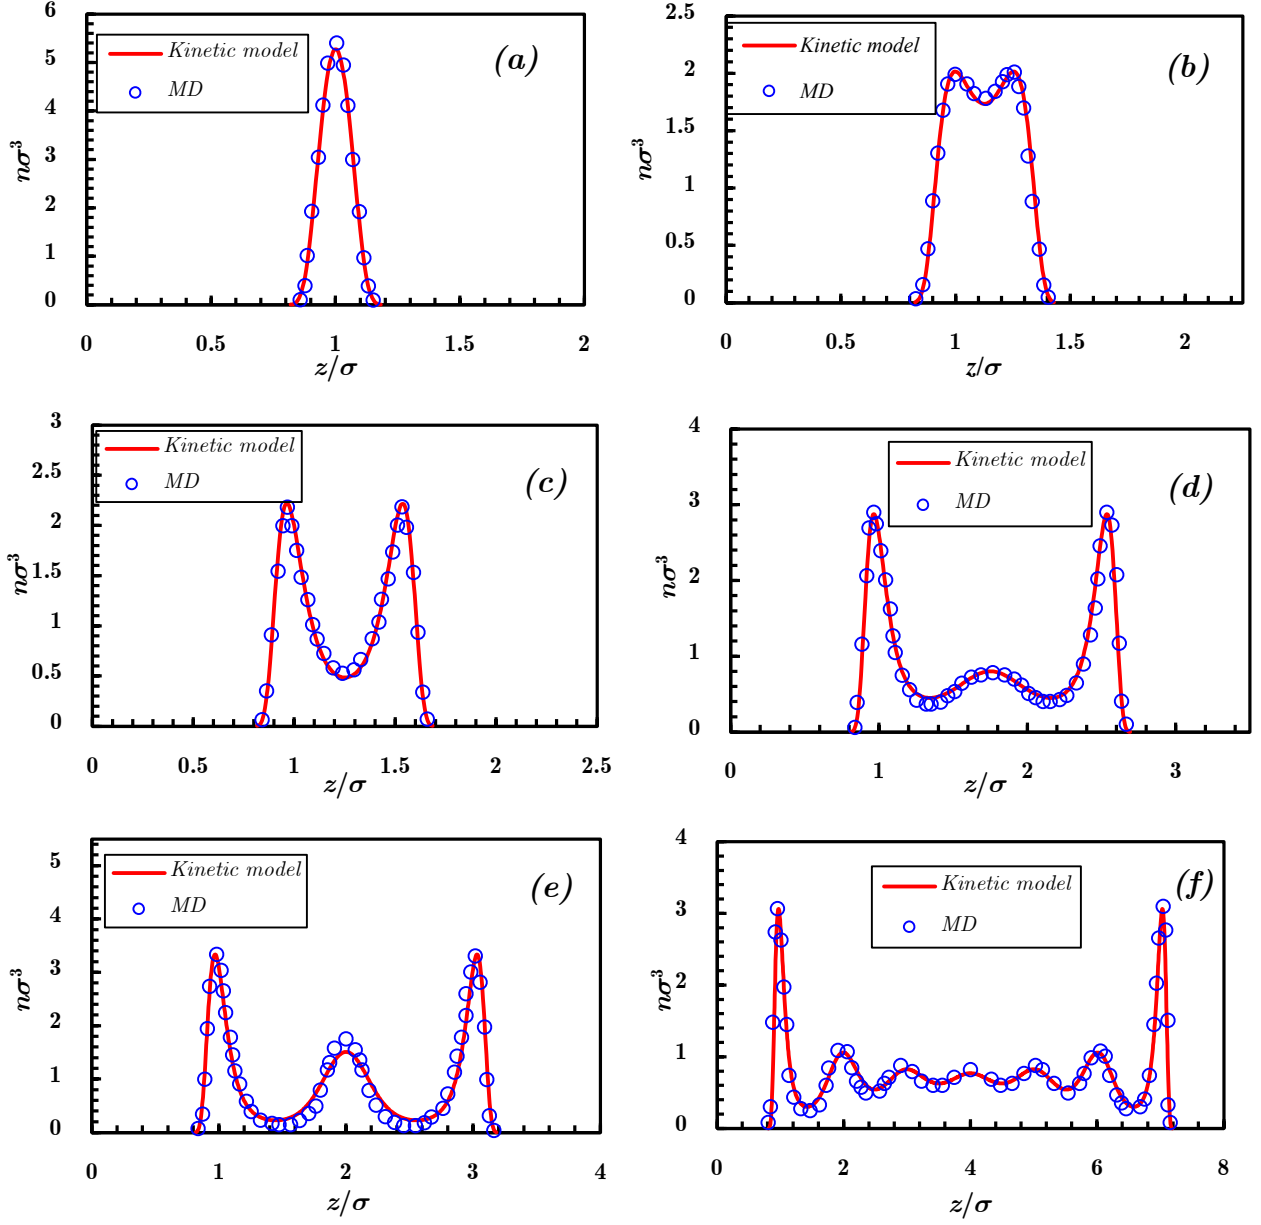 Kinetic model
MD
(a)
nσ³
6
5
4
3
2
1
0
0 0.5 1 1.5 2
z/σ
Kinetic model
MD
(b)
nσ³
2.5
2
1.5
1
0.5
0
0 0.5 1 1.5 2
z/σ
Kinetic model
MD
(c)
nσ³
3
2.5
2
1.5
1
0.5
0
0 0.5 1 1.5 2 2.5
z/σ
Kinetic model
MD
(d)
nσ³
4
3
2
1
0
0 1 2 3
z/σ
Kinetic model
MD
(e)
nσ³
5
4
3
2
1
0
0 1 2 3 4
z/σ
Kinetic model
MD
(f)
nσ³
4
3
2
1
0
0 2 4 6 8
z/σ